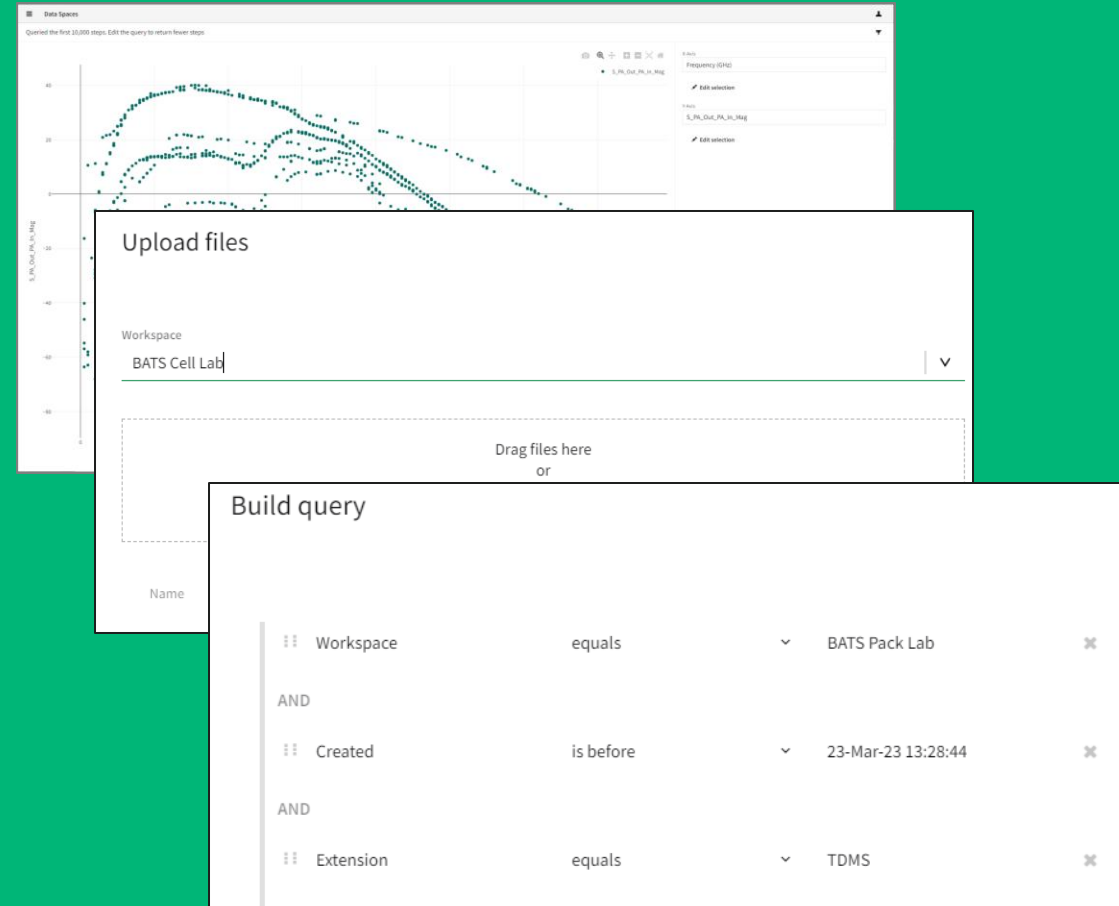 Data Spaces
Queried the first 10,000 steps. Edit the query to return fewer steps
S_PA_Out_PA_In_Mag
X-Axis
Frequency (GHz)
Edit selection
Y-Axis
S_PA_Out_PA_In_Mag
Edit selection
40
20
0
-20
-40
-60
-80
0
S_PA_Out_PA_In_Mag
Upload files
Workspace
BATS Cell Lab
Drag files here
or
Name
Build query
Workspace equals BATS Pack Lab
AND
Created is before 23-Mar-23 13:28:44
AND
Extension equals TDMS